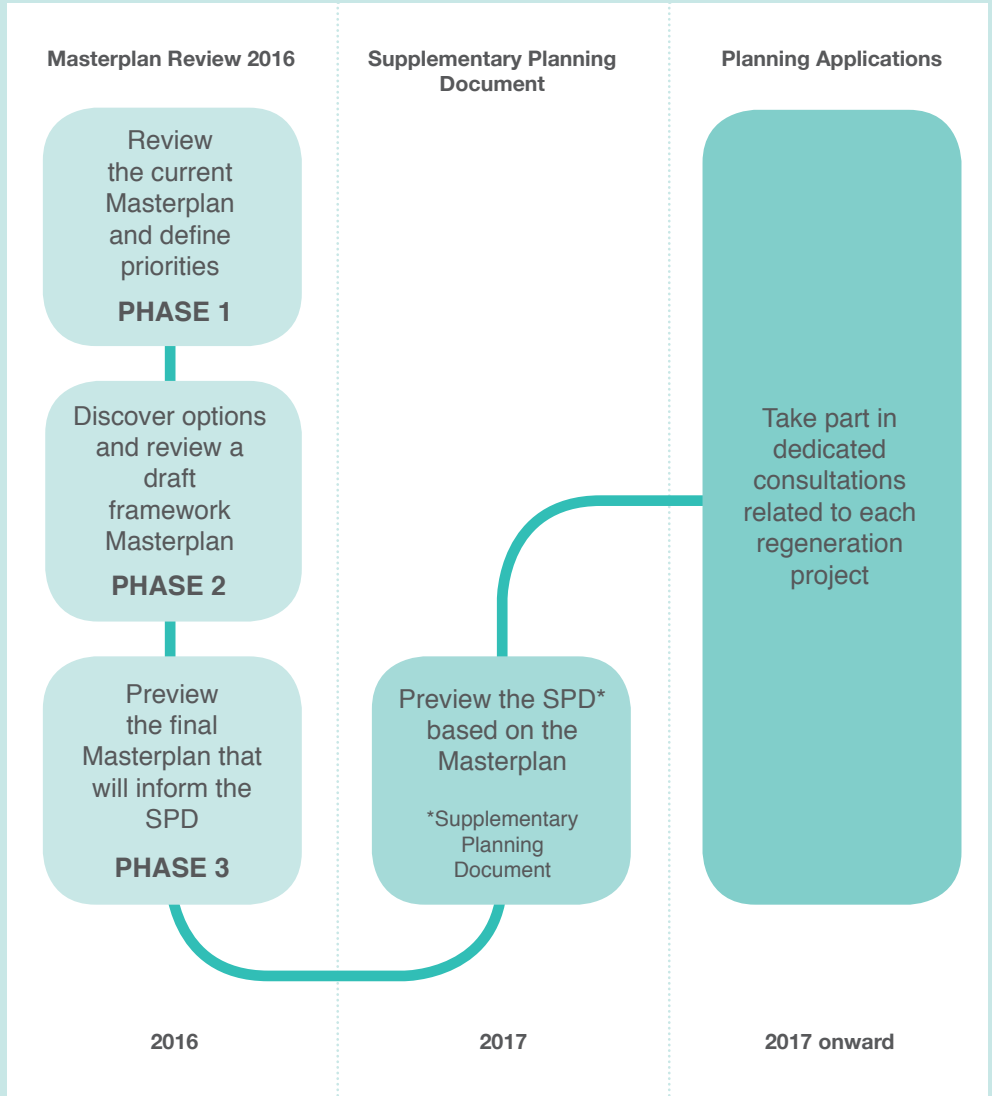 Masterplan Review 2016
Review
the current
Masterplan
and define
priorities
PHASE 1
Discover options
and review a
draft
framework
Masterplan
PHASE 2
Preview
the final
Masterplan that
will inform the
SPD
PHASE 3
2016
Supplementary Planning
Document
Preview the SPD*
based on the
Masterplan
*Supplementary
Planning
Document
2017
Planning Applications
Take part in
dedicated
consultations
related to each
regeneration
project
2017 onward